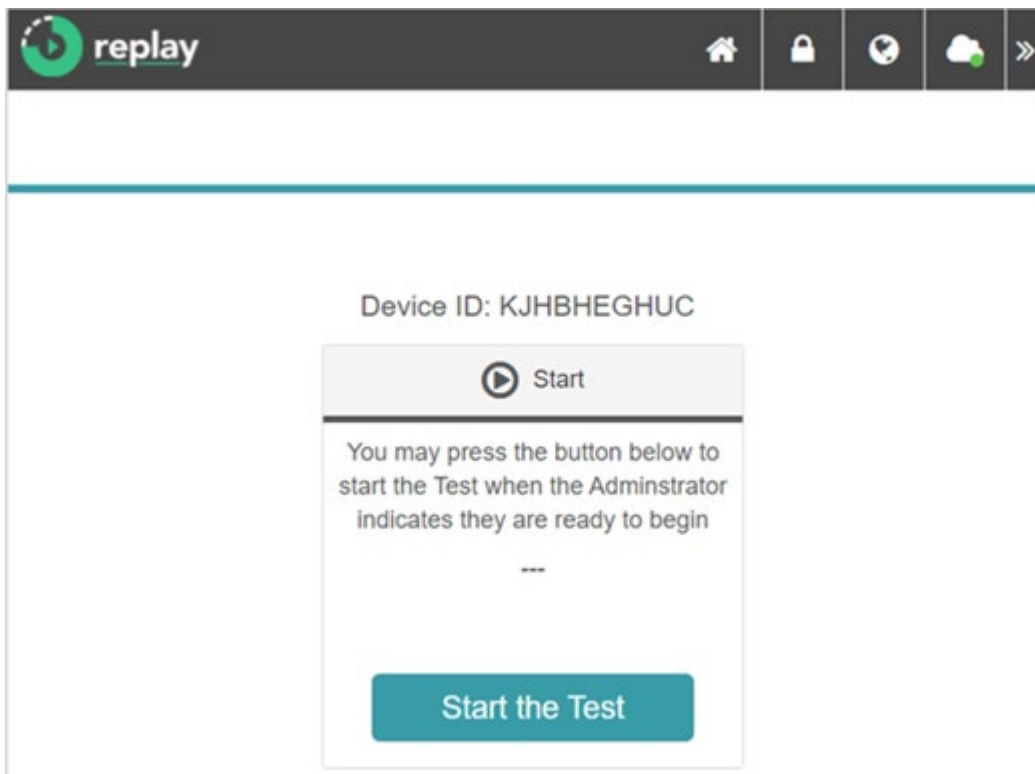 replay
Device ID: KJHBHEGHUC
Start
You may press the button below to
start the Test when the Adminstrator
indicates they are ready to begin
---
Start the Test